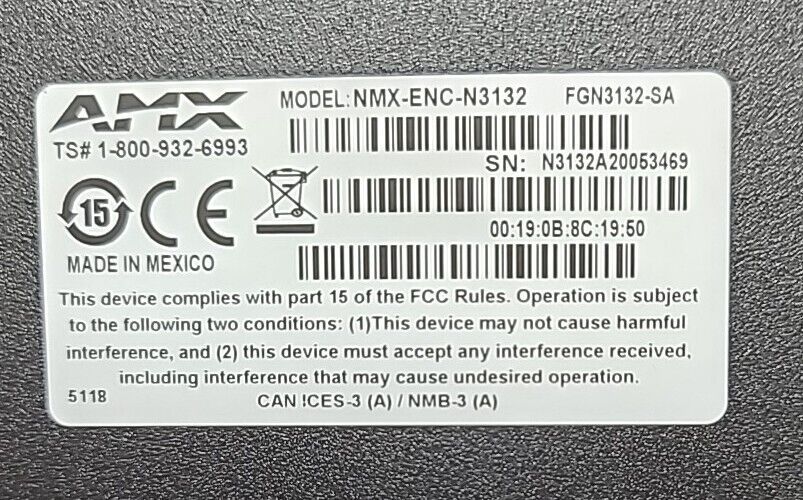 AMX
MODEL: NMX-ENC-N3132 FGN3132-SA
TS# 1-800-932-6993
SN: N3132A20053469
15
CE
00:19:0B:8C:19:50
MADE IN MEXICO
This device complies with part 15 of the FCC Rules. Operation is subject
to the following two conditions: (1)This device may not cause harmful
interference, and (2) this device must accept any interference received,
including interference that may cause undesired operation.
5118
CAN ICES-3 (A) / NMB-3 (A)